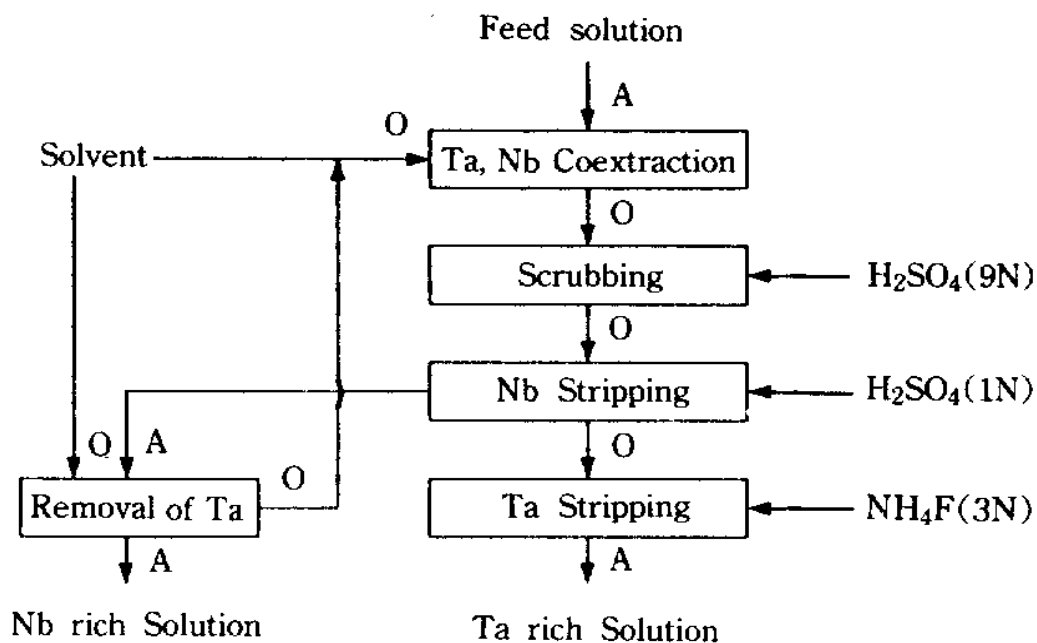 Feed solution
A
O
Solvent
Ta, Nb Coextraction
O
Scrubbing
H₂SO₄(9N)
O
Nb Stripping
H₂SO₄(1N)
O
A
O
O
Removal of Ta
Ta Stripping
NH₄F(3N)
A
A
Nb rich Solution
Ta rich Solution